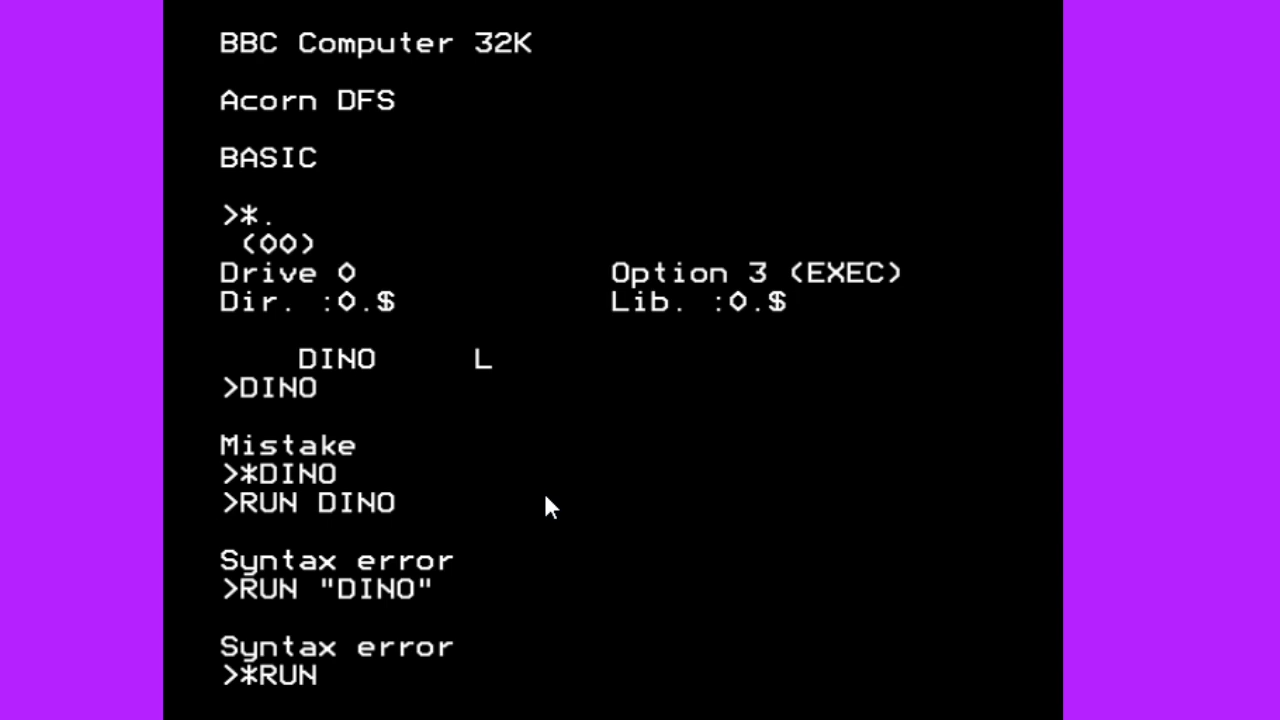 BBC Computer 32K
Acorn DFS
BASIC
>*.
(00)
Drive 0 Option 3 (EXEC)
Dir. :0.$ Lib. :0.$
DINO L
>DINO
Mistake
>*DINO
>RUN DINO
Syntax error
>RUN "DINO"
Syntax error
>*RUN